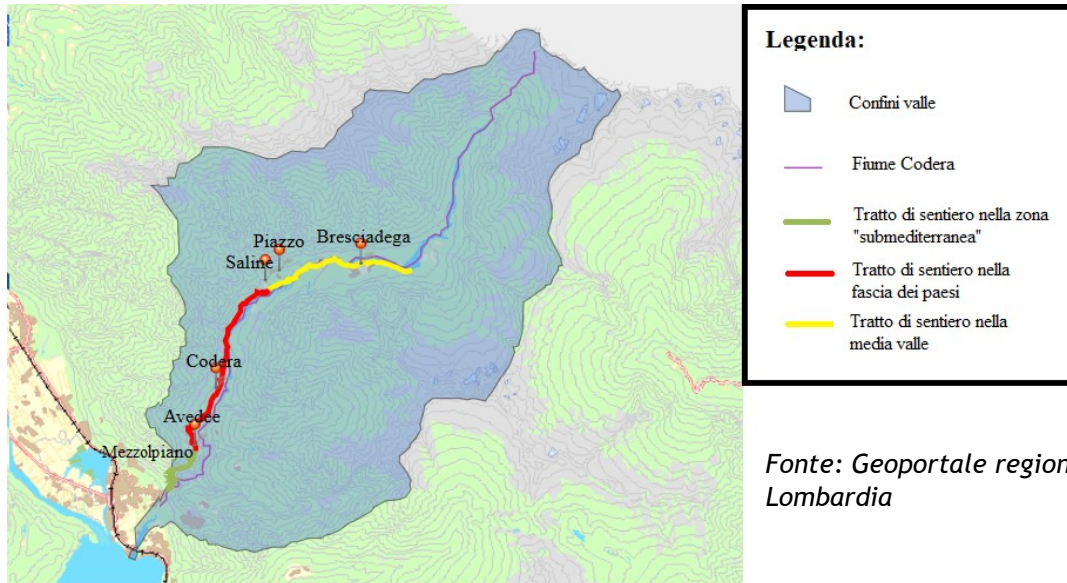 Piazzo
Bresciadega
Saline
Codera
Avedee
Mezzolpiano
Legenda:
Confini valle
Fiume Codera
Tratto di sentiero nella zona
"submediterranea"
Tratto di sentiero nella
fascia dei paesi
Tratto di sentiero nella
media valle
Fonte: Geoportale region
Lombardia